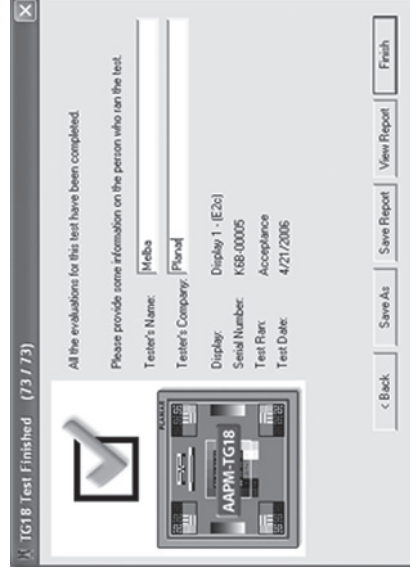 TG18 Test Finished (73 / 73)
All the evaluations for this test have been completed.
Please provide some information on the person who ran the test.
Tester's Name: Melba
Tester's Company: Planar
Display: Display 1 - (E2c)
Serial Number: K6B-00005
Test Ran: Acceptance
Test Date: 4/21/2006
PLANAR
AAPM-TG18
< Back Save As Save Report View Report Finish